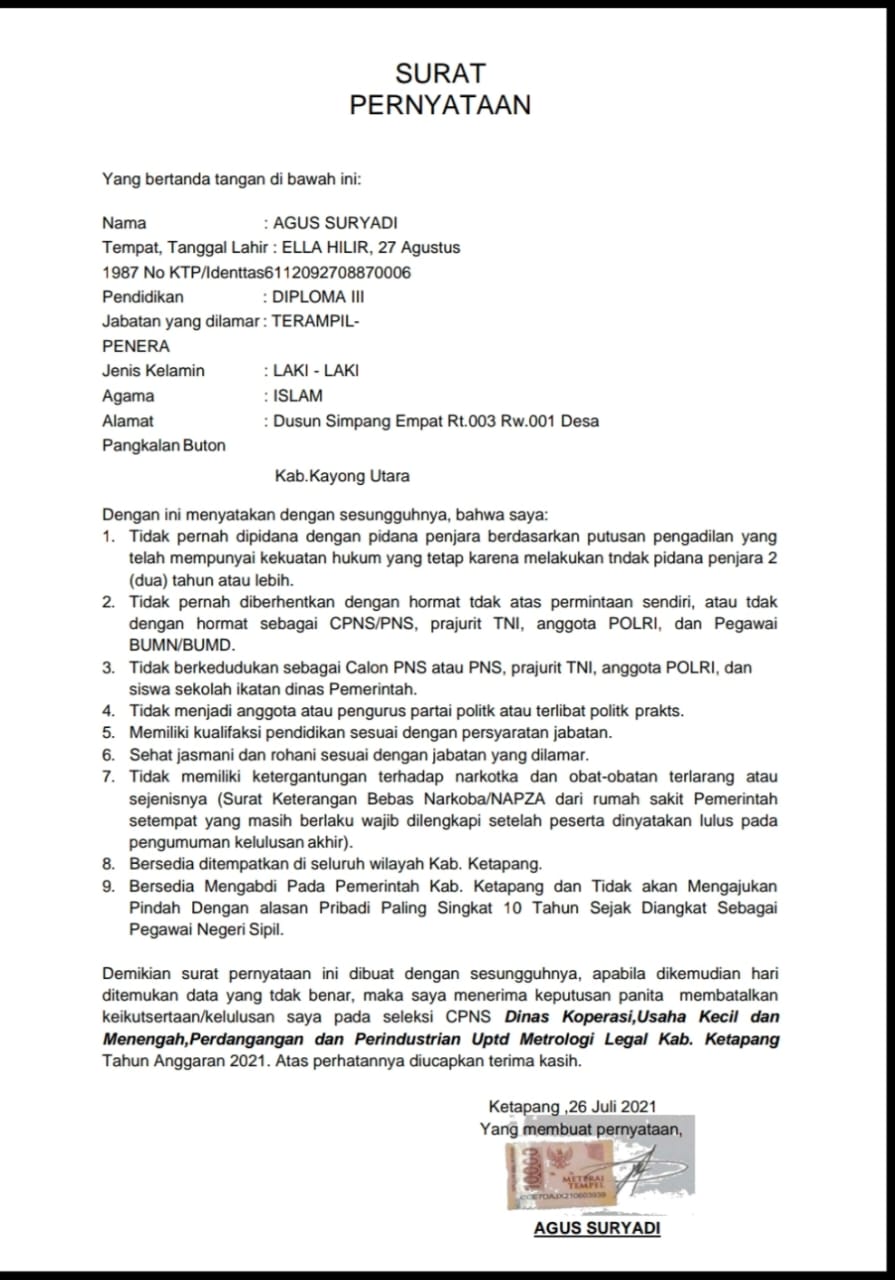 SURAT
PERNYATAAN
Yang bertanda tangan di bawah ini:
Nama : AGUS SURYADI
Tempat, Tanggal Lahir : ELLA HILIR, 27 Agustus
1987 No KTP/Identtas6112092708870006
Pendidikan : DIPLOMA III
Jabatan yang dilamar : TERAMPIL-
PENERA
Jenis Kelamin : LAKI - LAKI
Agama : ISLAM
Alamat : Dusun Simpang Empat Rt.003 Rw.001 Desa
Pangkalan Buton
Kab.Kayong Utara
Dengan ini menyatakan dengan sesungguhnya, bahwa saya:
1. Tidak pernah dipidana dengan pidana penjara berdasarkan putusan pengadilan yang
telah mempunyai kekuatan hukum yang tetap karena melakukan tndak pidana penjara 2
(dua) tahun atau lebih.
2. Tidak pernah diberhentkan dengan hormat tdak atas permintaan sendiri, atau tdak
dengan hormat sebagai CPNS/PNS, prajurit TNI, anggota POLRI, dan Pegawai
BUMN/BUMD.
3. Tidak berkedudukan sebagai Calon PNS atau PNS, prajurit TNI, anggota POLRI, dan
siswa sekolah ikatan dinas Pemerintah.
4. Tidak menjadi anggota atau pengurus partai politk atau terlibat politk prakts.
5. Memiliki kualifaksi pendidikan sesuai dengan persyaratan jabatan.
6. Sehat jasmani dan rohani sesuai dengan jabatan yang dilamar.
7. Tidak memiliki ketergantungan terhadap narkotka dan obat-obatan terlarang atau
sejenisnya (Surat Keterangan Bebas Narkoba/NAPZA dari rumah sakit Pemerintah
setempat yang masih berlaku wajib dilengkapi setelah peserta dinyatakan lulus pada
pengumuman kelulusan akhir).
8. Bersedia ditempatkan di seluruh wilayah Kab. Ketapang.
9. Bersedia Mengabdi Pada Pemerintah Kab. Ketapang dan Tidak akan Mengajukan
Pindah Dengan alasan Pribadi Paling Singkat 10 Tahun Sejak Diangkat Sebagai
Pegawai Negeri Sipil.
Demikian surat pernyataan ini dibuat dengan sesungguhnya, apabila dikemudian hari
ditemukan data yang tdak benar, maka saya menerima keputusan panita membatalkan
keikutsertaan/kelulusan saya pada seleksi CPNS Dinas Koperasi,Usaha Kecil dan
Menengah,Perdangangan dan Perindustrian Uptd Metrologi Legal Kab. Ketapang
Tahun Anggaran 2021. Atas perhatannya diucapkan terima kasih.
Ketapang ,26 Juli 2021
Yang membuat pernyataan,
10000
METERAI
TEMPEL
AGUS SURYADI